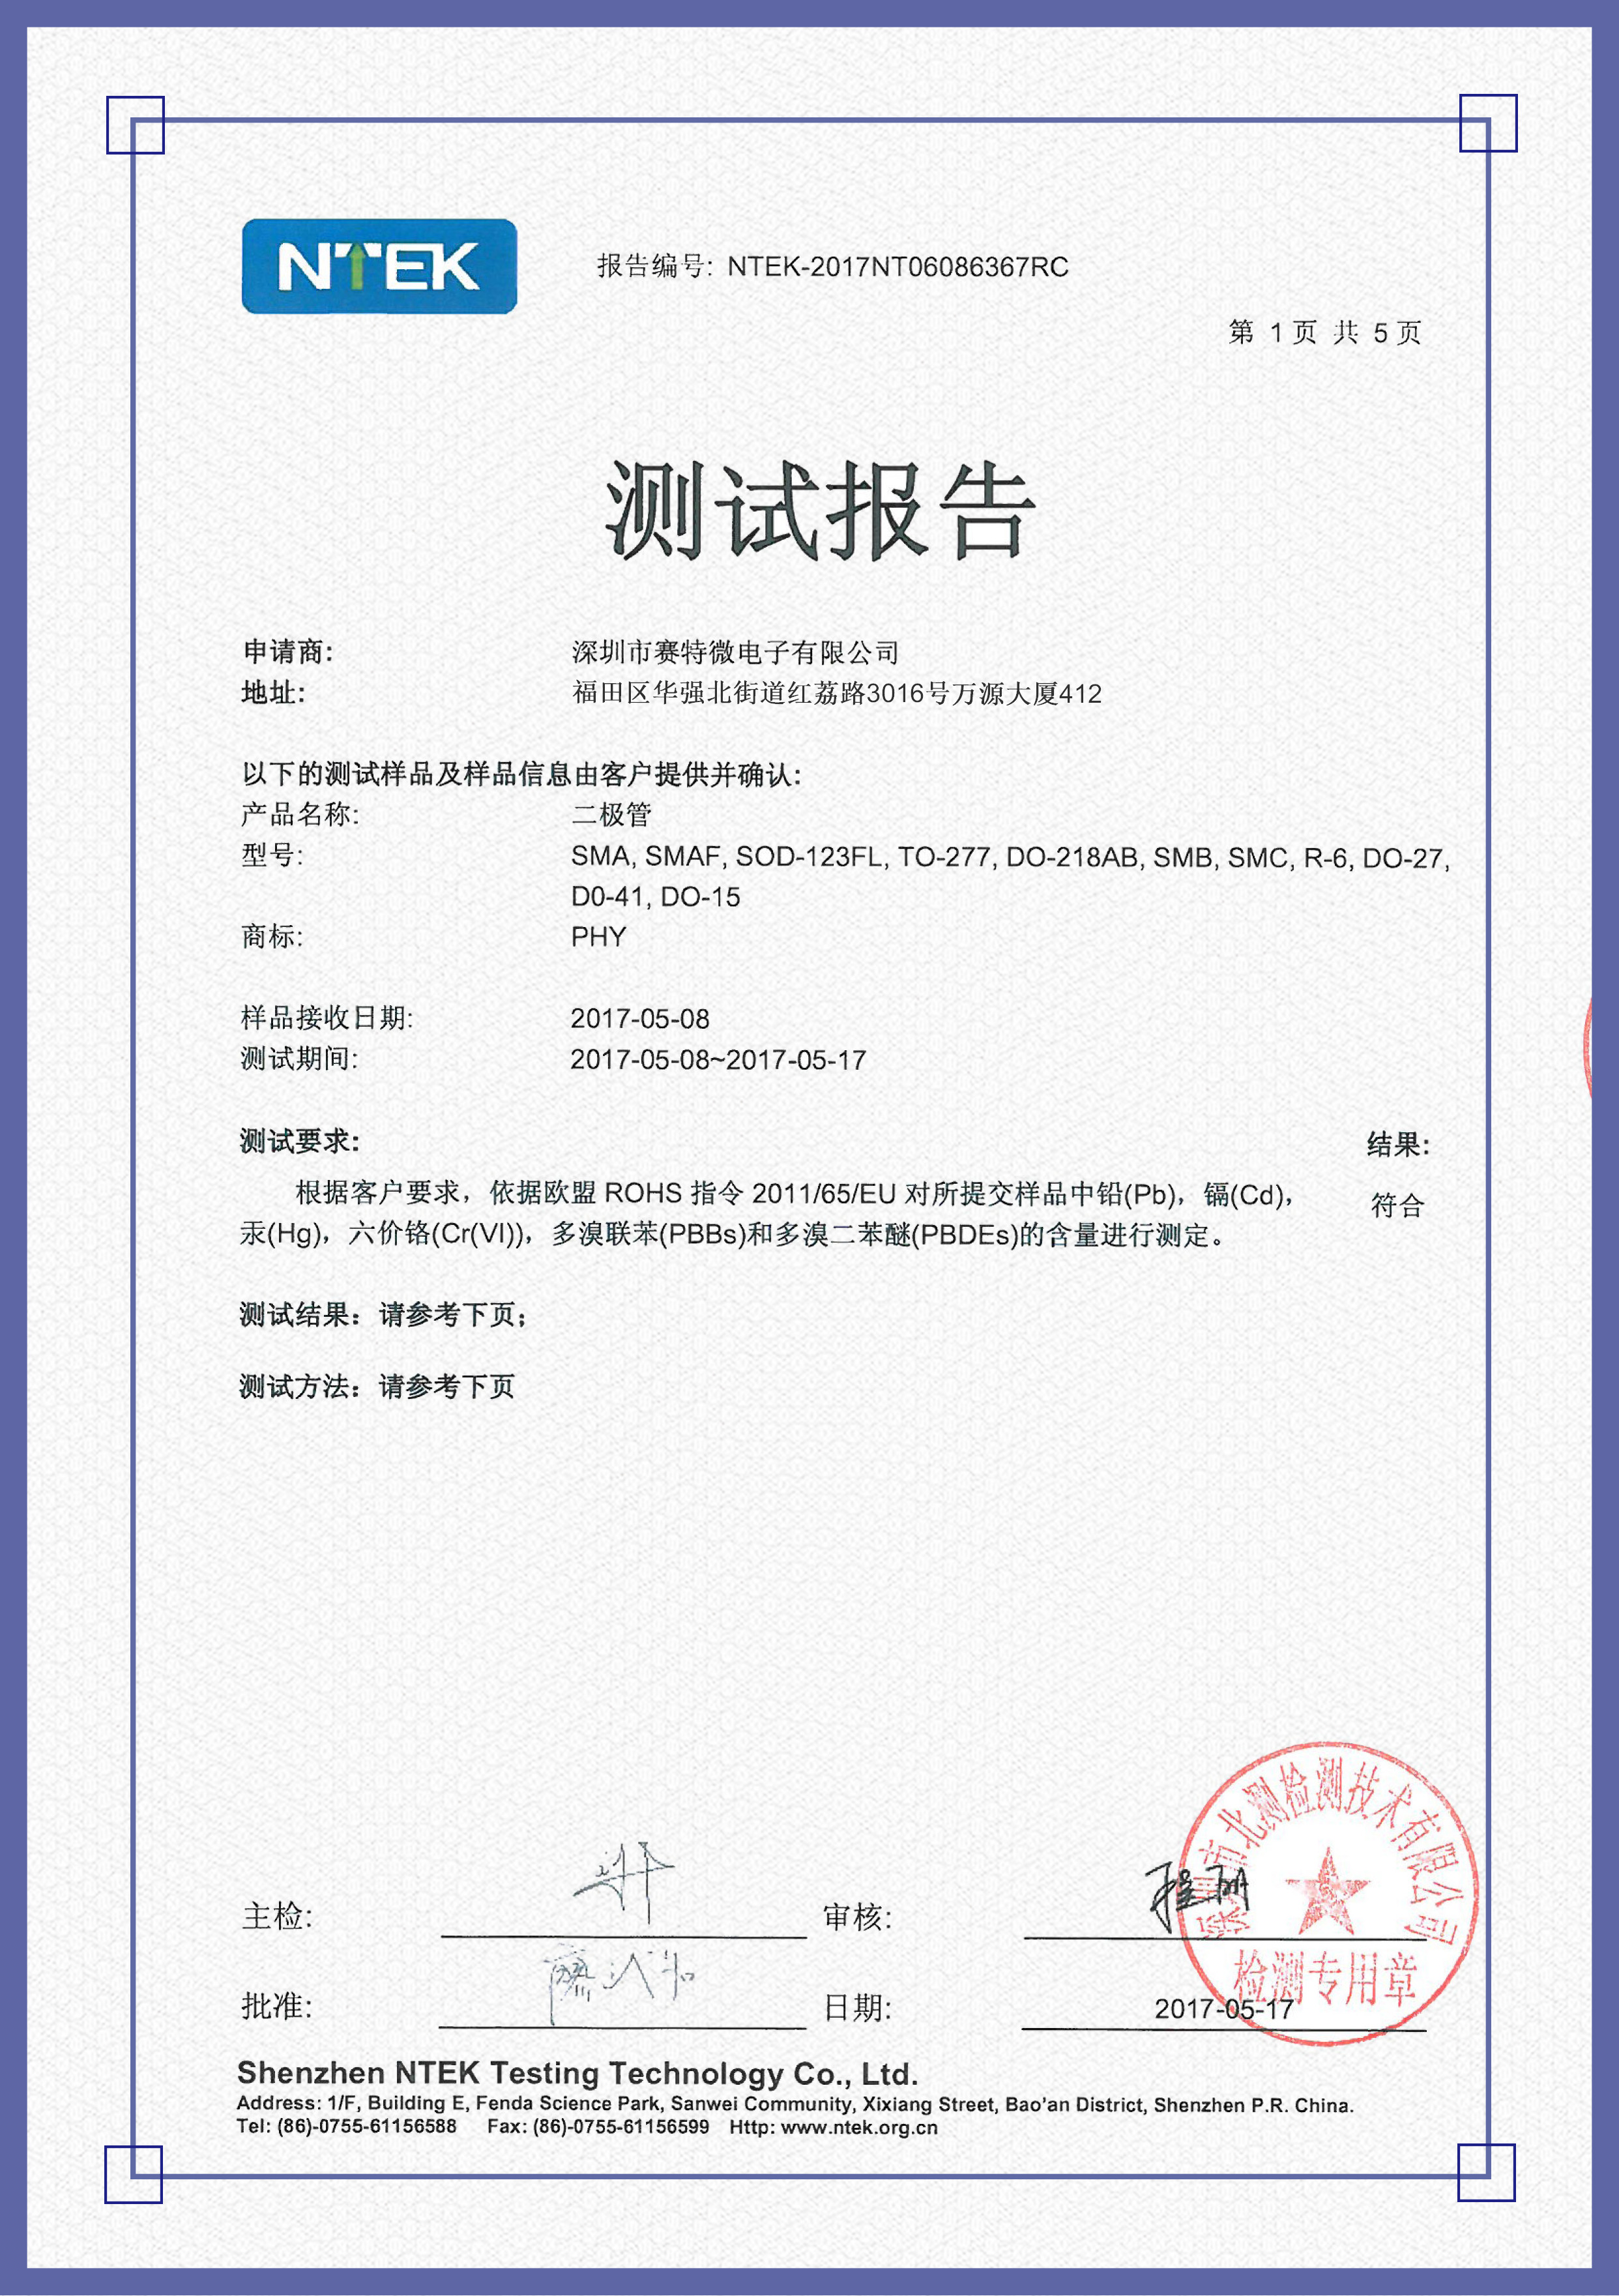 NTEK
报告编号: NTEK-2017NT06086367RC
第 1 页 共 5 页
测试报告
申请商: 深圳市赛特微电子有限公司
地址: 福田区华强北街道红荔路3016号万源大厦412
以下的测试样品及样品信息由客户提供并确认:
产品名称: 二极管
型号: SMA, SMAF, SOD-123FL, TO-277, DO-218AB, SMB, SMC, R-6, DO-27,
D0-41, DO-15
商标: PHY
样品接收日期: 2017-05-08
测试期间: 2017-05-08~2017-05-17
测试要求: 结果:
根据客户要求，依据欧盟 ROHS 指令 2011/65/EU 对所提交样品中铅(Pb)，镉(Cd)， 符合
汞(Hg)，六价铬(Cr(VI))，多溴联苯(PBBs)和多溴二苯醚(PBDEs)的含量进行测定。
测试结果：请参考下页；
测试方法：请参考下页
深圳市北测检测技术有限公司
检测专用章
主检: 审核:
批准: 日期: 2017-05-17
Shenzhen NTEK Testing Technology Co., Ltd.
Address: 1/F, Building E, Fenda Science Park, Sanwei Community, Xixiang Street, Bao'an District, Shenzhen P.R. China.
Tel: (86)-0755-61156588 Fax: (86)-0755-61156599 Http: www.ntek.org.cn